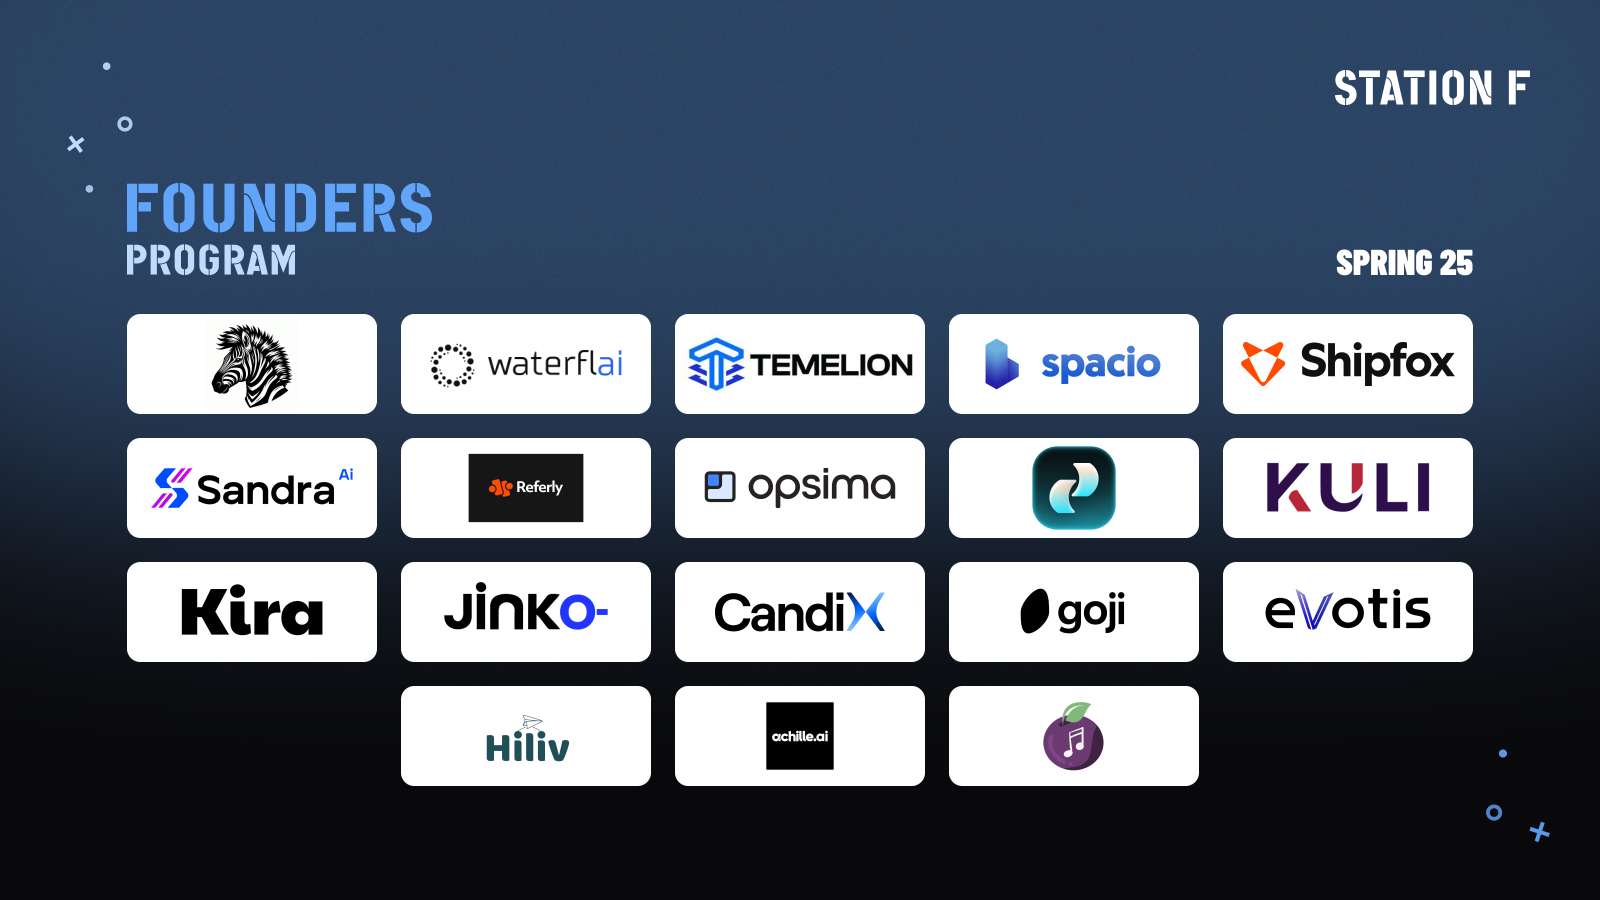 STATION F
FOUNDERS
PROGRAM
SPRING 25
waterflai
TEMELION
spacio
Shipfox
Sandra Ai
Referly
opsima
KULI
Kira
JINKO-
CandiX
goji
eVotis
Hiliv
achille.ai